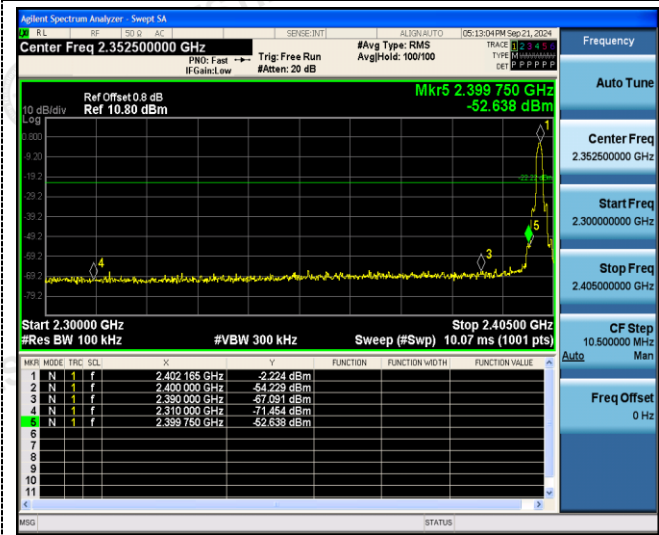 Agilent Spectrum Analyzer - Swept SA
RL RF 50 Ω AC SENSE:INT ALIGNAUTO 05:13:04PM Sep 21, 2024
Center Freq 2.352500000 GHz
PNO: Fast
IFGain:Low
Trig: Free Run
#Atten: 20 dB
#Avg Type: RMS
Avg|Hold: 100/100
TRACE 1 2 3 4 5 6
TYPE M
DET P P P P P P
Frequency
Mkr5 2.399 750 GHz
-52.638 dBm
Ref Offset 0.8 dB
Ref 10.80 dBm
10 dB/div
Log
0.800
-9.20
-19.2
-29.2
-39.2
-49.2
-59.2
-69.2
-79.2
-22.22 dBm
1
5
3
4
Start 2.30000 GHz
Stop 2.40500 GHz
#Res BW 100 kHz
#VBW 300 kHz
Sweep (#Swp) 10.07 ms (1001 pts)
MKR MODE TRC SCL X Y FUNCTION FUNCTION WIDTH FUNCTION VALUE
1 N 1 f 2.402 165 GHz -2.224 dBm
2 N 1 f 2.400 000 GHz -54.229 dBm
3 N 1 f 2.390 000 GHz -67.091 dBm
4 N 1 f 2.310 000 GHz -71.454 dBm
5 N 1 f 2.399 750 GHz -52.638 dBm
6
7
8
9
10
11
MSG
STATUS
Auto Tune
Center Freq
2.352500000 GHz
Start Freq
2.300000000 GHz
Stop Freq
2.405000000 GHz
CF Step
10.500000 MHz
Auto Man
Freq Offset
0 Hz